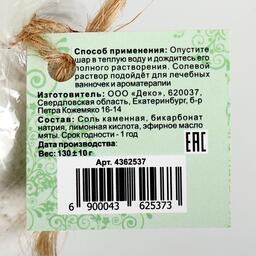 Способ применения: Опустите
шар в теплую воду и дождитесь его
полного растворения. Солевой
раствор подойдёт для лечебных
ванночек и ароматерапии
Изготовитель: ООО «Деко», 620037,
Свердловская область, Екатеринбург, б-р
Петра Кожемяко 16-14
Состав: Соль каменная, бикарбонат
натрия, лимонная кислота, эфирное масло
мяты. Срок годности - 1 год
Дата производства:
Вес: 130 ± 10 г
Арт. 4362537
EAC
6 900043 625373